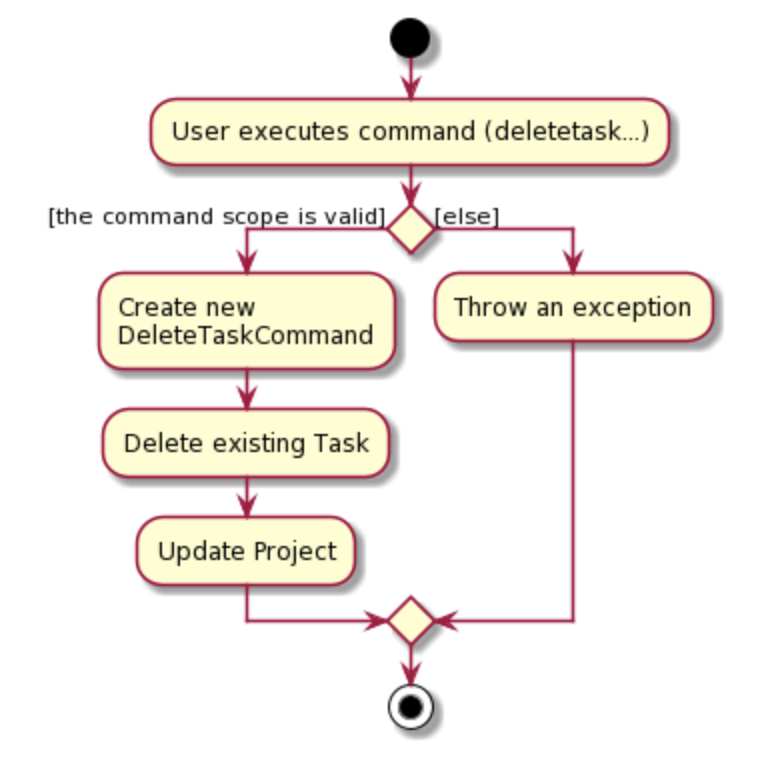 User executes command (deletetask...)
[the command scope is valid]
[else]
Create new
DeleteTaskCommand
Throw an exception
Delete existing Task
Update Project